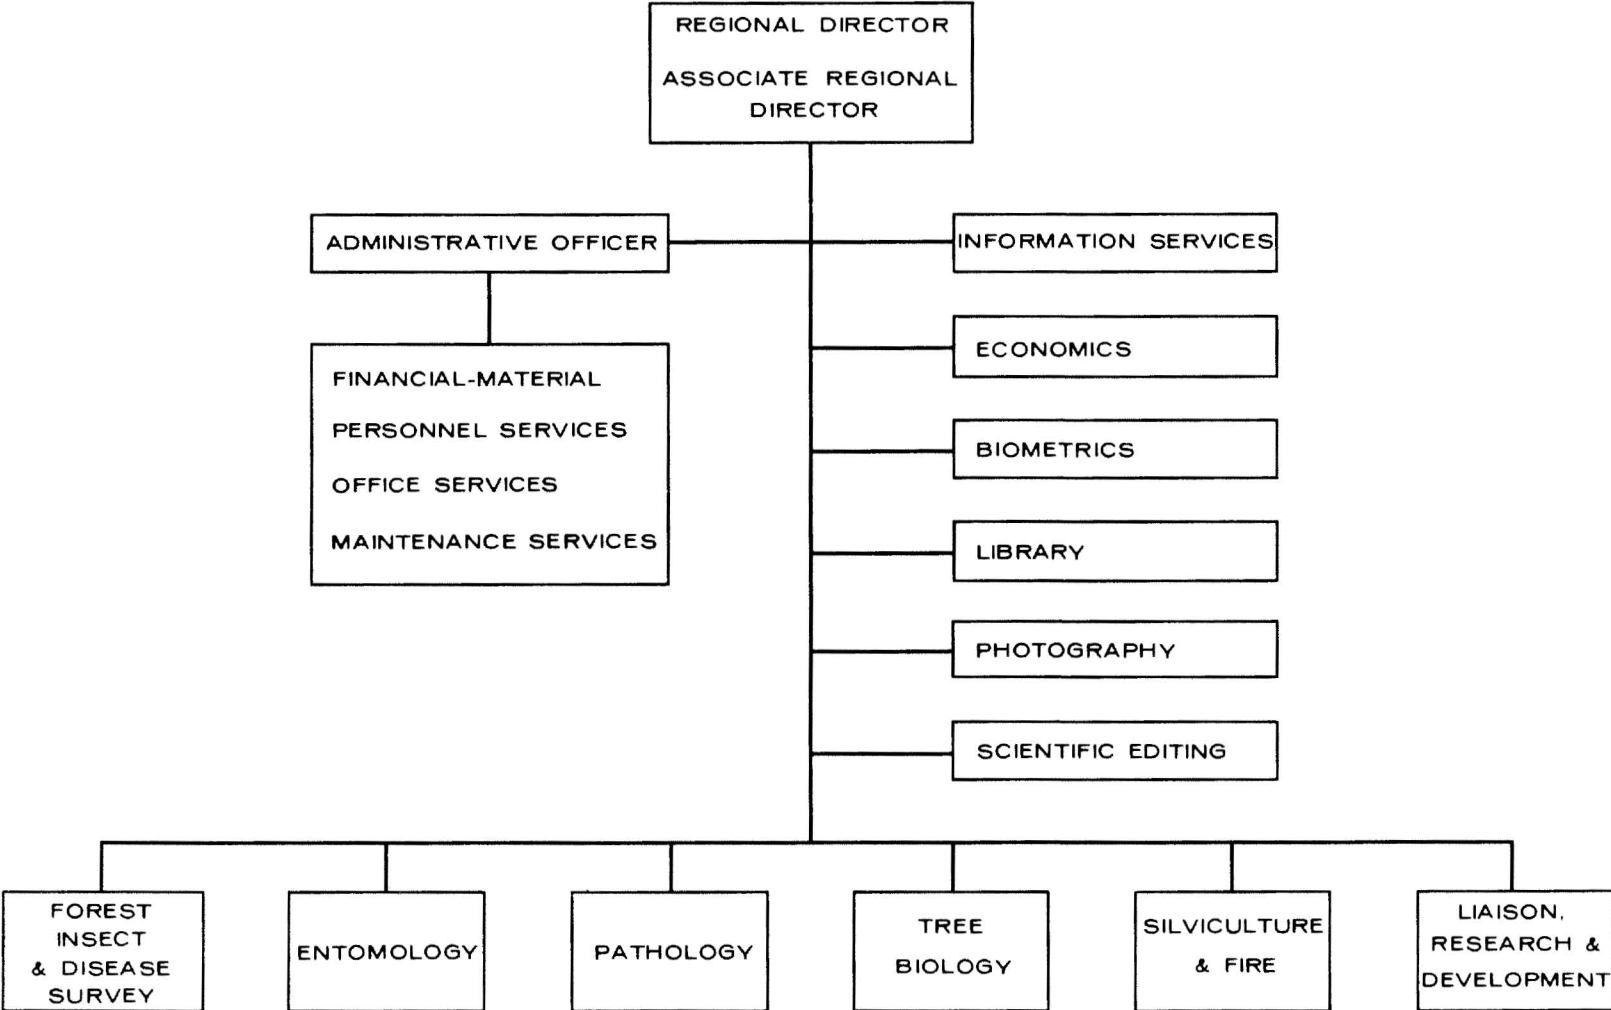 REGIONAL DIRECTOR
ASSOCIATE REGIONAL
DIRECTOR
ADMINISTRATIVE OFFICER
INFORMATION SERVICES
FINANCIAL-MATERIAL
PERSONNEL SERVICES
OFFICE SERVICES
MAINTENANCE SERVICES
ECONOMICS
BIOMETRICS
LIBRARY
PHOTOGRAPHY
SCIENTIFIC EDITING
FOREST
INSECT
& DISEASE
SURVEY
ENTOMOLOGY
PATHOLOGY
TREE
BIOLOGY
SILVICULTURE
& FIRE
LIAISON,
RESEARCH &
DEVELOPMENT